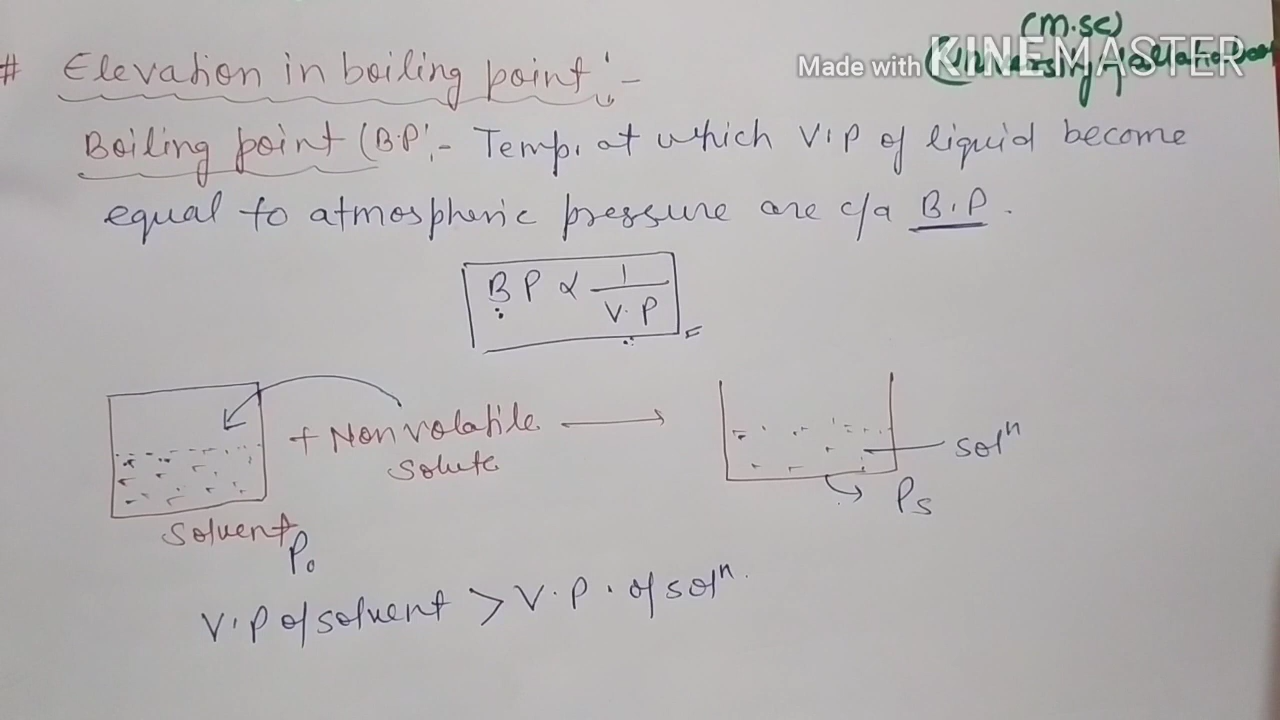 (M.SC)
Made with KINEMASTER
# Elevation in boiling point :-
Boiling point (B.P :- Temp. at which V.P of liquid become
equal to atmospheric pressure are c/a B.P.
BP ∝ 1/V.P
+ Non volatile
solute
solⁿ
Ps
Solvent
P₀
V.P of solvent > V.P. of solⁿ.